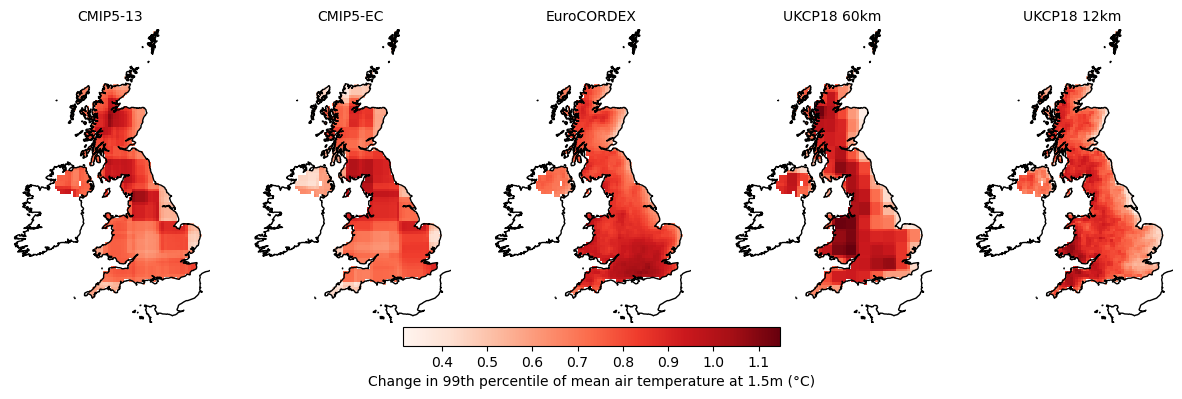 CMIP5-13 CMIP5-EC EuroCORDEX UKCP18 60km UKCP18 12km
0.4 0.5 0.6 0.7 0.8 0.9 1.0 1.1
Change in 99th percentile of mean air temperature at 1.5m (°C)